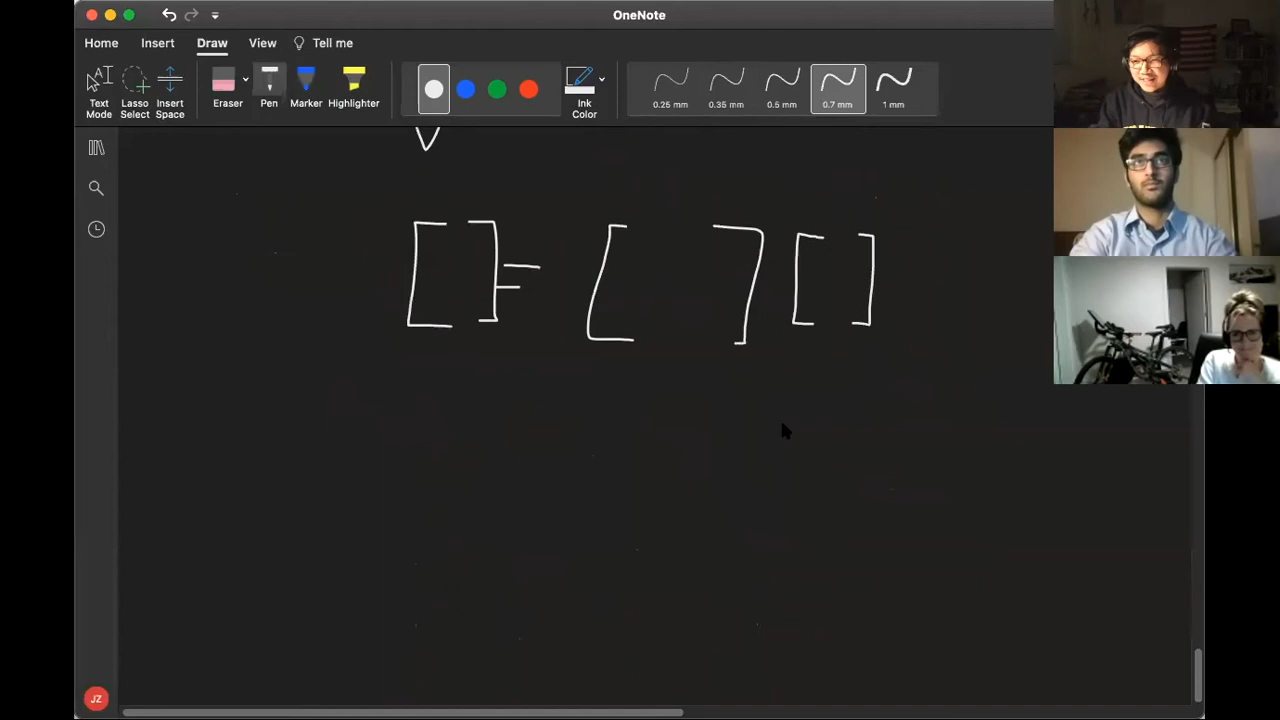 OneNote
Home Insert Draw View Tell me
Text Mode Lasso Select Insert Space Eraser Pen Marker Highlighter Ink Color 0.25 mm 0.35 mm 0.5 mm 0.7 mm 1 mm
V
[ ] = [ ] [ ]
JZ